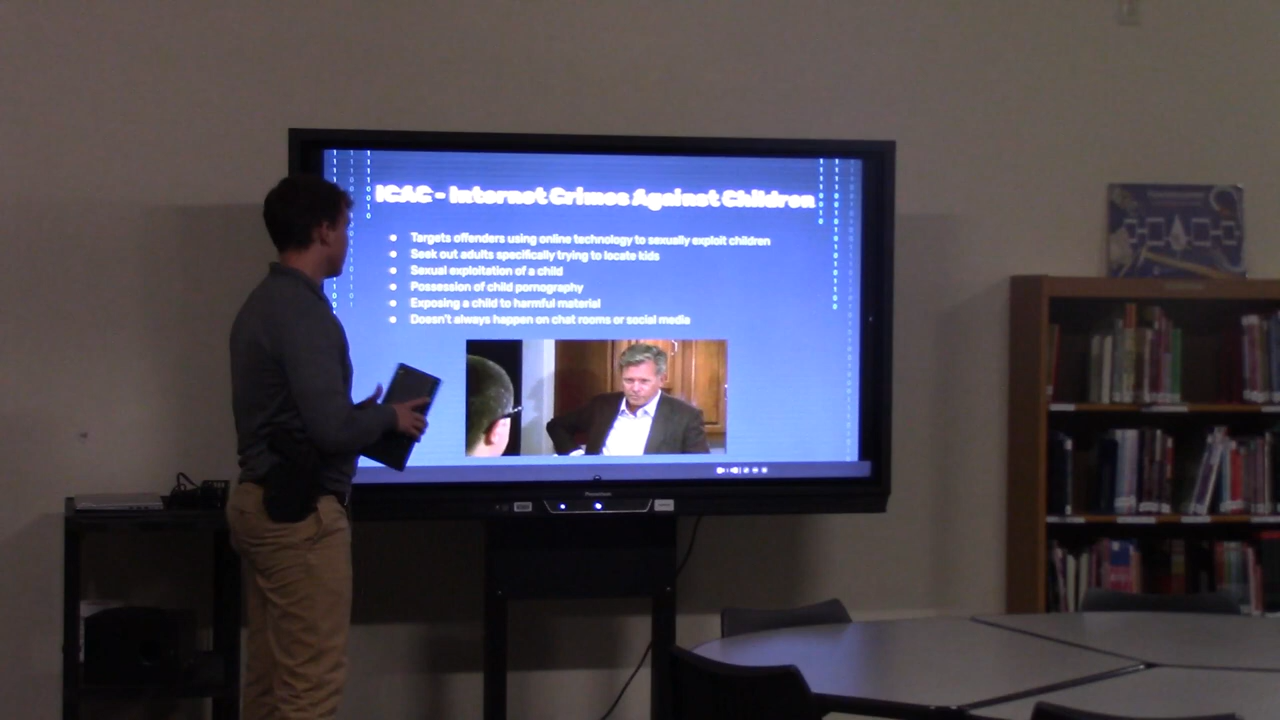 ICAC - Internet Crimes Against Children
Targets offenders using online technology to sexually exploit children
Seek out adults specifically trying to locate kids
Sexual exploitation of a child
Possession of child pornography
Exposing a child to harmful material
Doesn't always happen on chat rooms or social media
Promethean